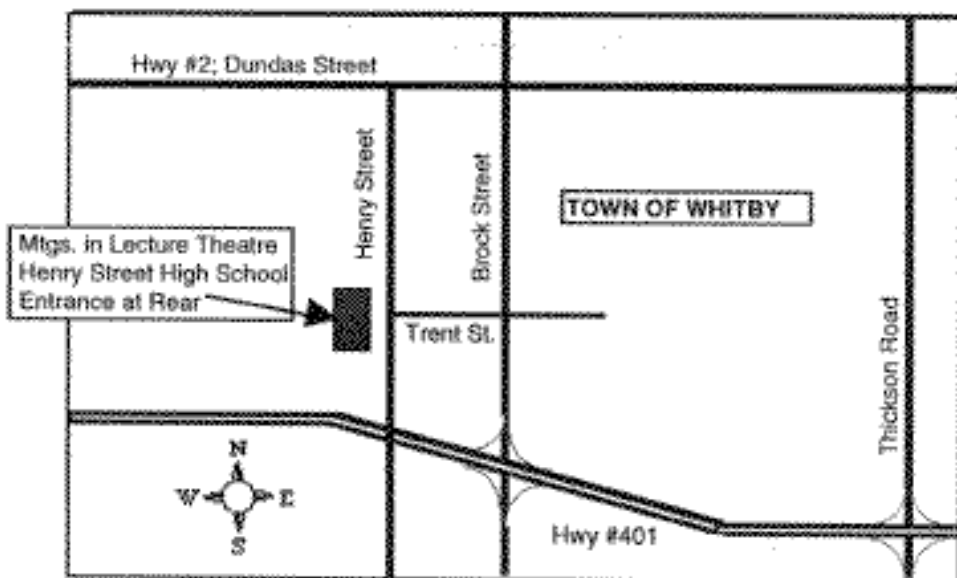 Hwy #2; Dundas Street
Henry Street
Brock Street
TOWN OF WHITBY
Mtgs. in Lecture Theatre
Henry Street High School
Entrance at Rear
Trent St.
Thickson Road
N
W E
S
Hwy #401